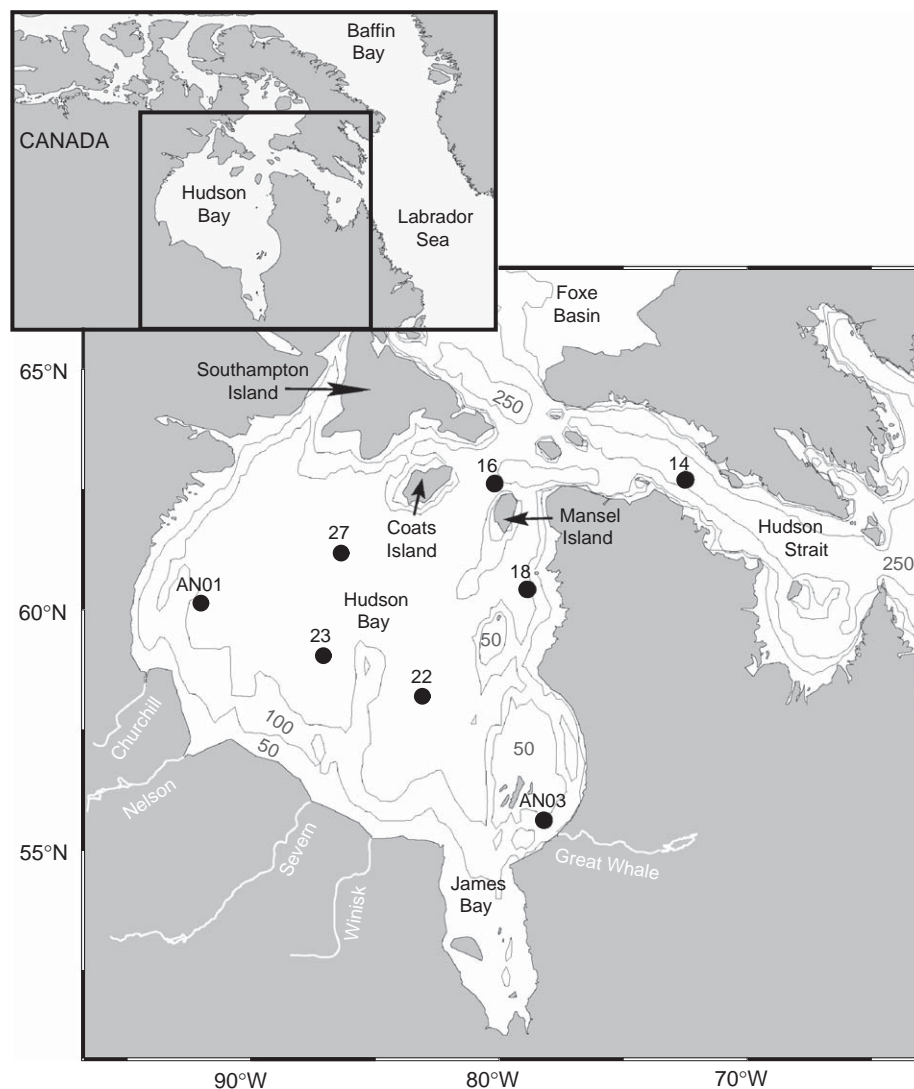 Baffin
Bay
CANADA
Hudson
Bay
Labrador
Sea
Foxe
Basin
65°N
Southampton
Island
250
16
14
Coats
Island
Mansel
Island
Hudson
Strait
27
AN01
18
250
60°N
Hudson
Bay
23
50
22
Churchill
100
50
50
Nelson
AN03
Severn
Great Whale
55°N
James
Bay
Winisk
90°W
80°W
70°W